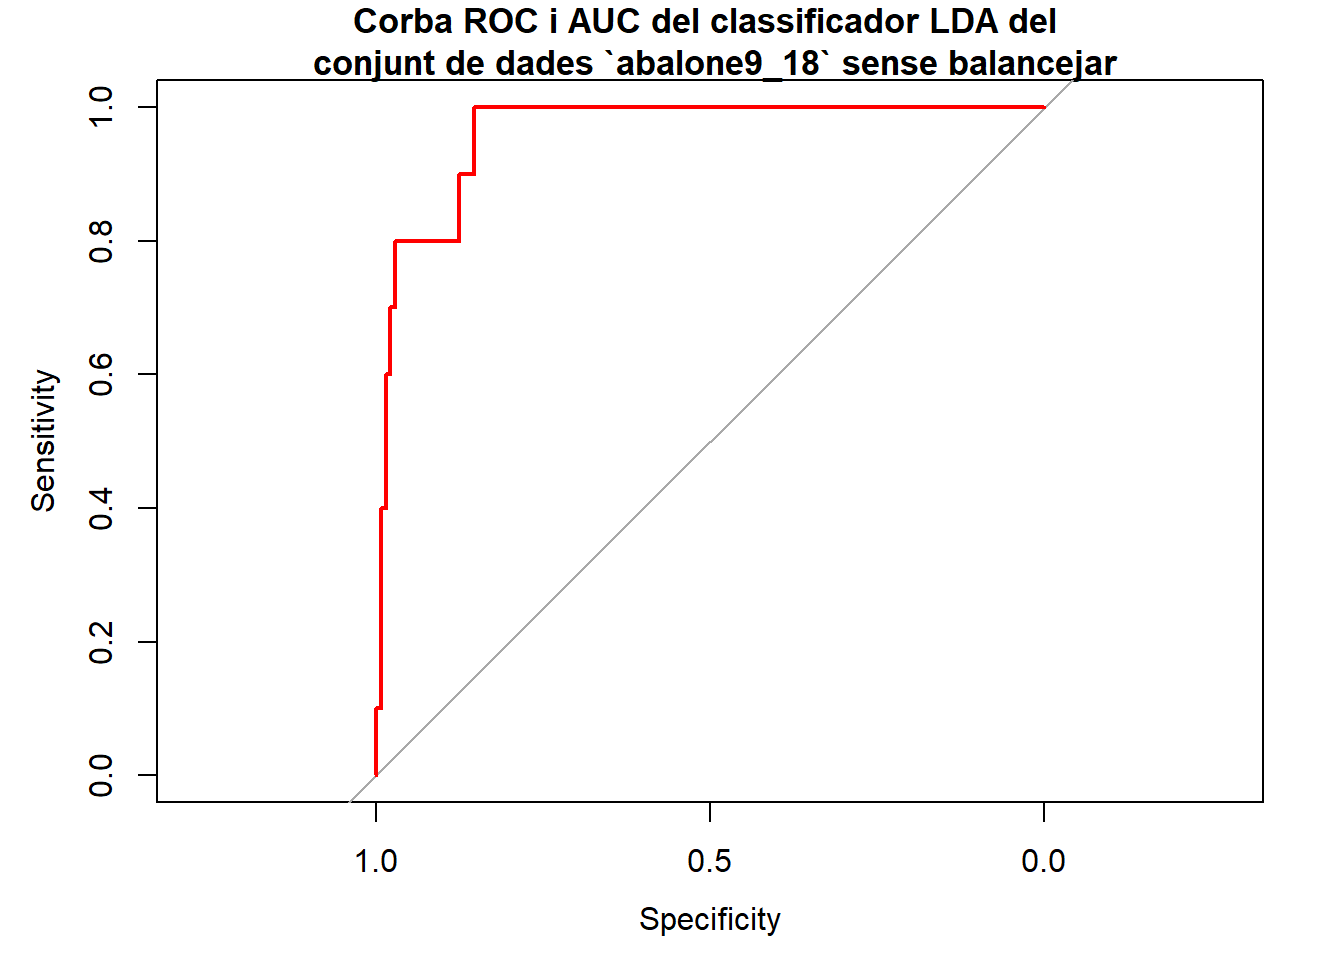 Corba ROC i AUC del classificador LDA del
conjunt de dades `abalone9_18` sense balancejar
Sensitivity
1.0
0.8
0.6
0.4
0.2
0.0
1.0 0.5 0.0
Specificity